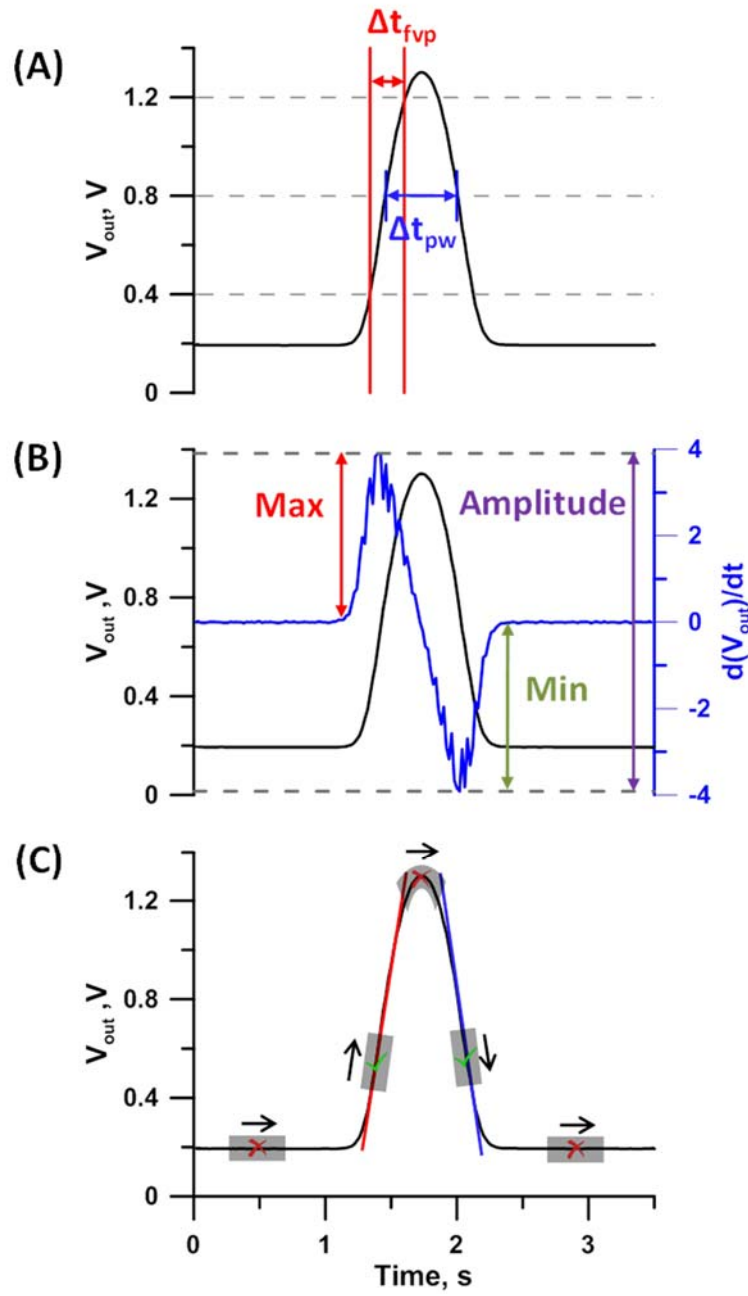 Δt_fvp
(A)
1.2
0.8
0.4
0
V_out, V
Δt_pw
(B)
1.2
0.8
0.4
0
V_out, V
Max
Amplitude
Min
4
2
0
-2
-4
d(V_out)/dt
(C)
1.2
0.8
0.4
0
V_out, V
0 1 2 3
Time, s